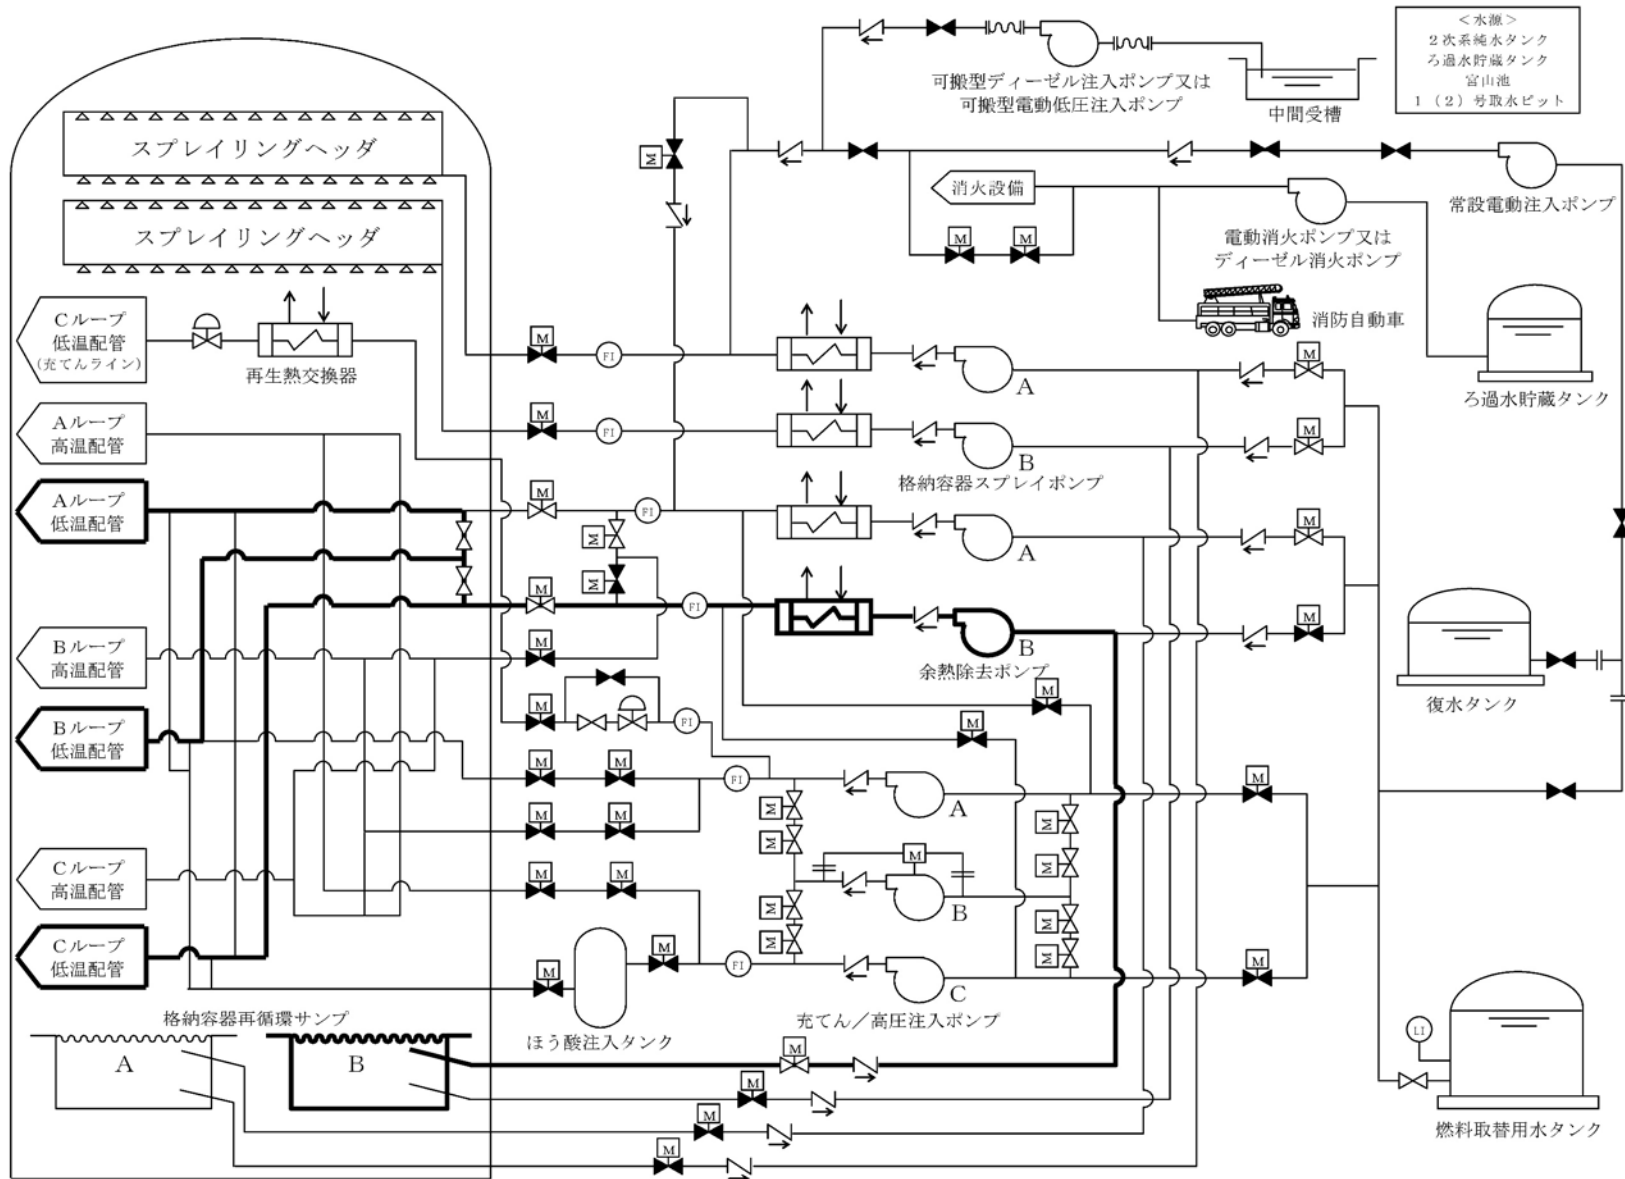 ＜水源＞
２次系純水タンク
ろ過水貯蔵タンク
宮山池
１（２）号取水ピット
可搬型ディーゼル注入ポンプ又は
可搬型電動低圧注入ポンプ
中間受槽
スプレイリングヘッダ
スプレイリングヘッダ
M
消火設備
常設電動注入ポンプ
M
M
電動消火ポンプ又は
ディーゼル消火ポンプ
消防自動車
ろ過水貯蔵タンク
Cループ
低温配管
(充てんライン)
再生熱交換器
M
FI
A
M
Aループ
高温配管
M
FI
B
M
格納容器スプレイポンプ
Aループ
低温配管
M
FI
M
A
M
M
M
FI
B
M
余熱除去ポンプ
Bループ
高温配管
M
M
復水タンク
Bループ
低温配管
M
FI
M
M
M
FI
A
M
M
M
M
M
M
M
M
B
M
Cループ
高温配管
M
M
M
M
M
M
Cループ
低温配管
M
M
FI
C
M
格納容器再循環サンプ
ほう酸注入タンク
充てん／高圧注入ポンプ
A
B
M
M
M
M
LI
燃料取替用水タンク